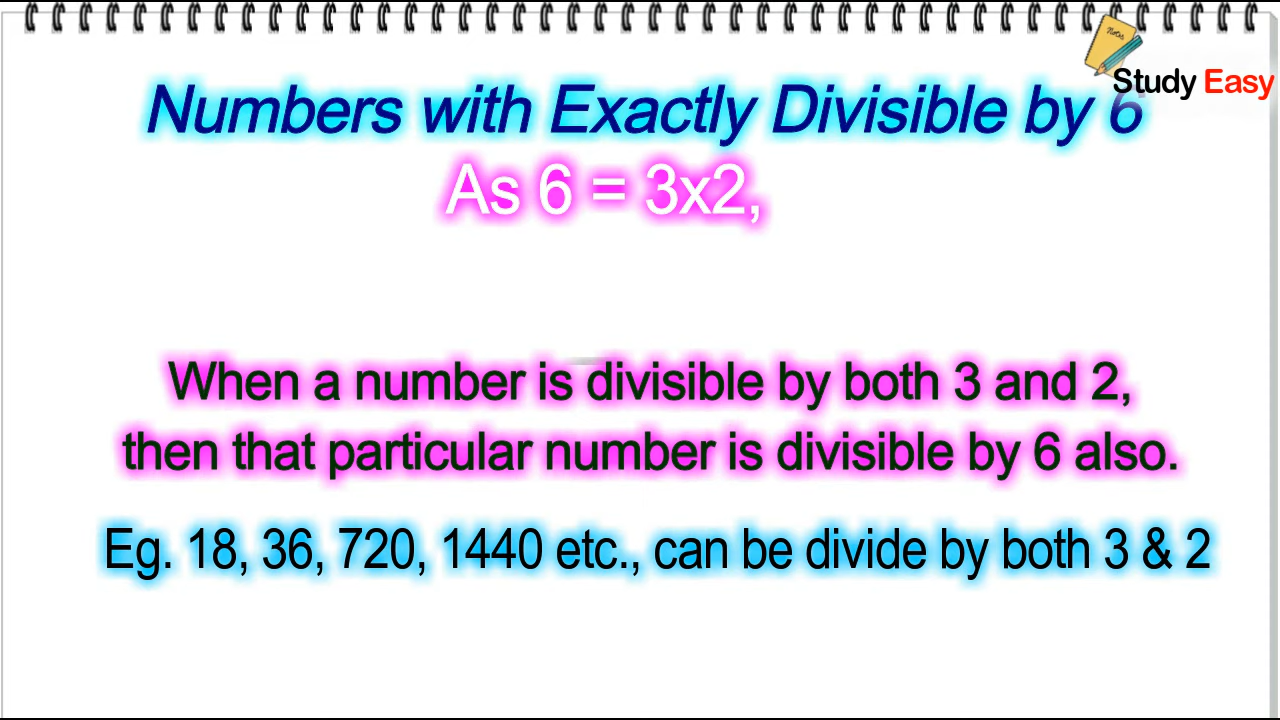 Notes
Study Easy
Numbers with Exactly Divisible by 6
As 6 = 3x2,
When a number is divisible by both 3 and 2,
then that particular number is divisible by 6 also.
Eg. 18, 36, 720, 1440 etc., can be divide by both 3 & 2